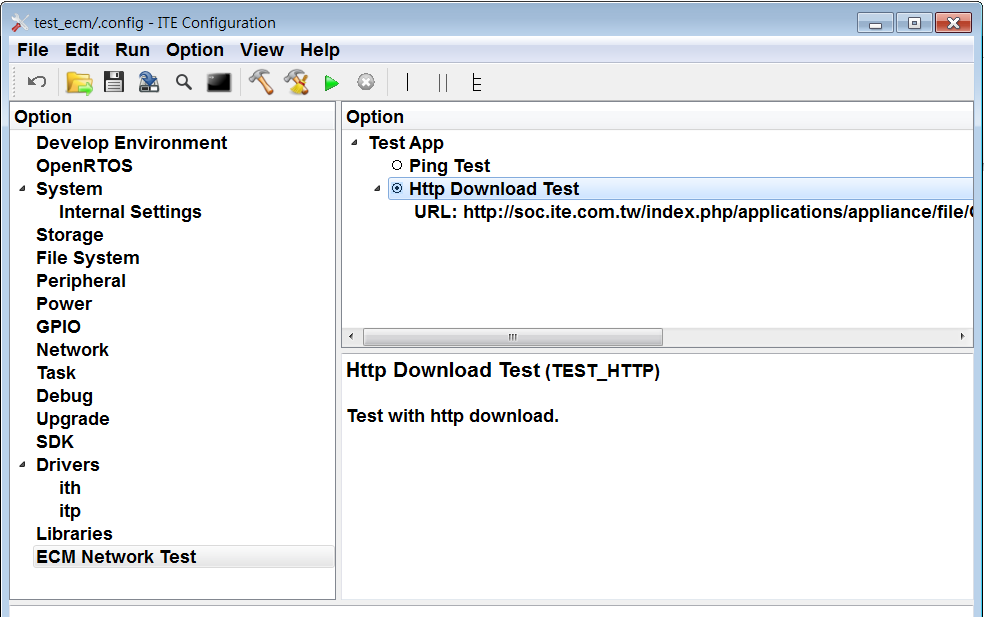 test_ecm/.config - ITE Configuration
File Edit Run Option View Help
Option
Develop Environment
OpenRTOS
System
Internal Settings
Storage
File System
Peripheral
Power
GPIO
Network
Task
Debug
Upgrade
SDK
Drivers
ith
itp
Libraries
ECM Network Test
Option
Test App
Ping Test
Http Download Test
URL: http://soc.ite.com.tw/index.php/applications/appliance/file/
Http Download Test (TEST_HTTP)
Test with http download.